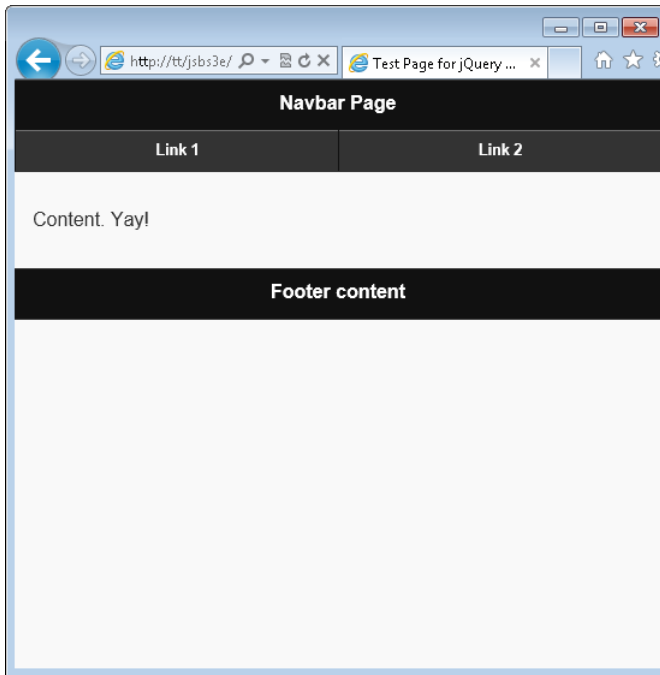 http://tt/jsbs3e/
Test Page for jQuery ...
Navbar Page
Link 1
Link 2
Content. Yay!
Footer content